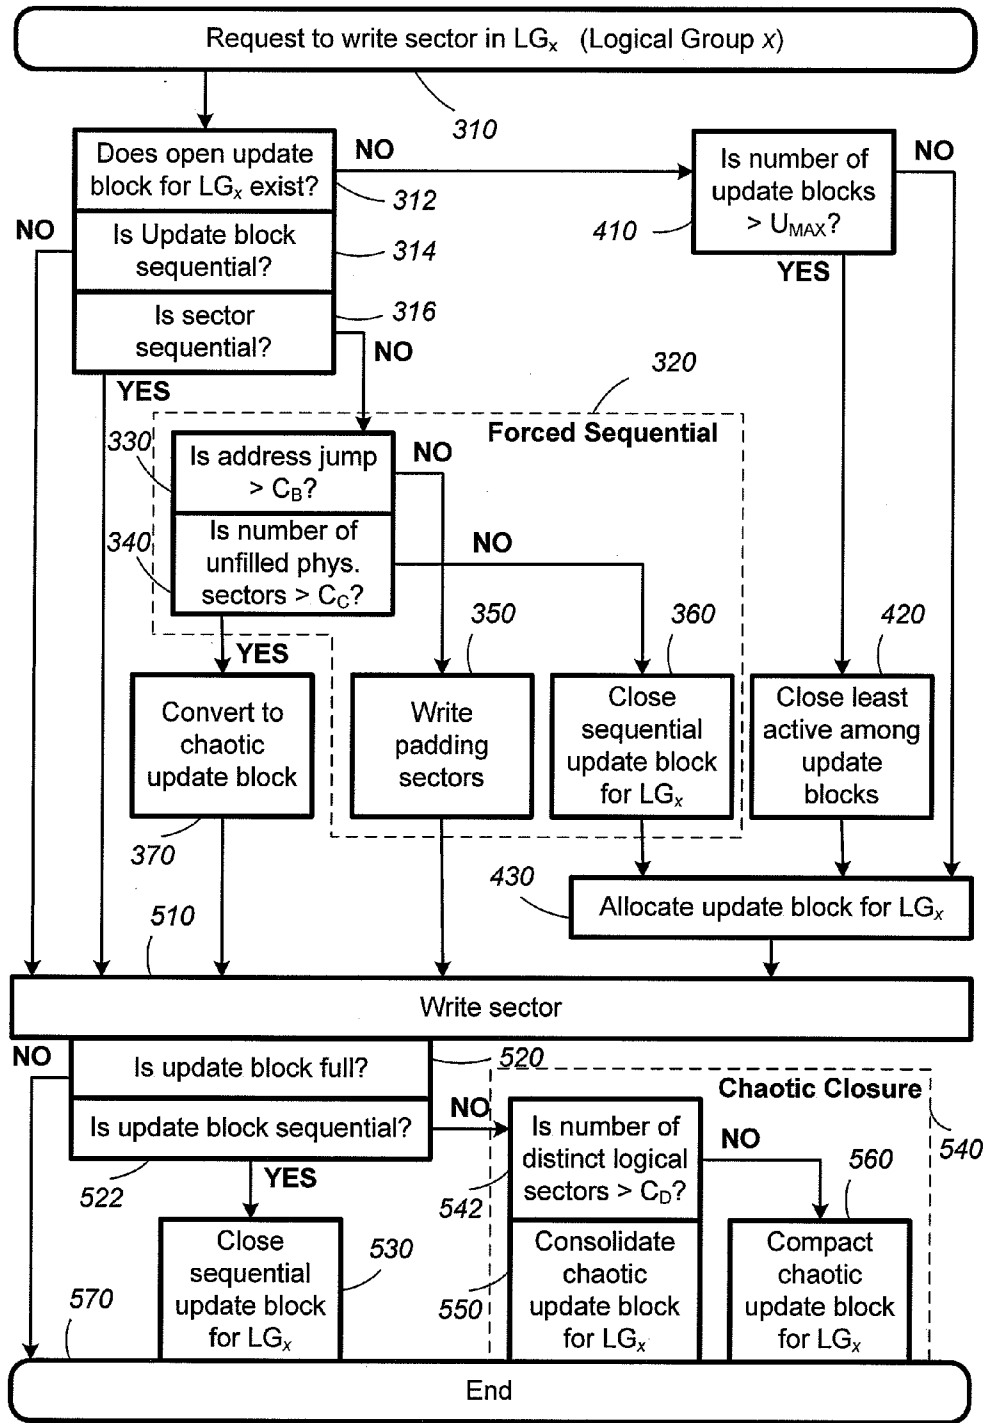 Request to write sector in LGx (Logical Group x)
310
Does open update
block for LGx exist?
NO
312
Is number of
update blocks
> UMAX?
NO
410
YES
NO
Is Update block
sequential?
314
Is sector
sequential?
316
NO
YES
320
Forced Sequential
330
Is address jump
> CB?
NO
340
Is number of
unfilled phys.
sectors > CC?
NO
YES
350
360
420
Convert to
chaotic
update block
Write
padding
sectors
Close
sequential
update block
for LGx
Close least
active among
update
blocks
370
430
Allocate update block for LGx
510
Write sector
NO
Is update block full?
520
Is update block sequential?
NO
522
YES
Chaotic Closure
540
Is number of
distinct logical
sectors > CD?
NO
542
560
Close
sequential
update block
for LGx
530
Consolidate
chaotic
update block
for LGx
550
Compact
chaotic
update block
for LGx
570
End